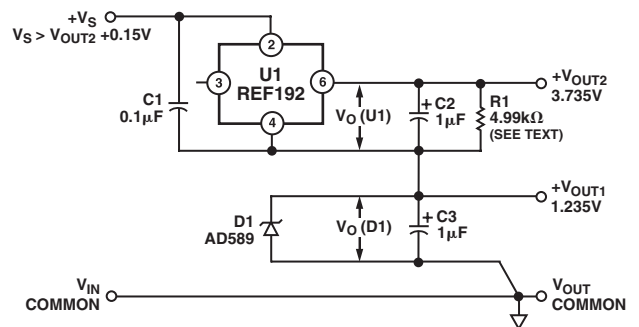 +VS
VS > VOUT2 +0.15V
2
U1
REF192
3
6
4
C1
0.1μF
VO (U1)
+ C2
1μF
R1
4.99kΩ
(SEE TEXT)
+VOUT2
3.735V
+VOUT1
1.235V
D1
AD589
VO (D1)
+ C3
1μF
VIN
COMMON
VOUT
COMMON